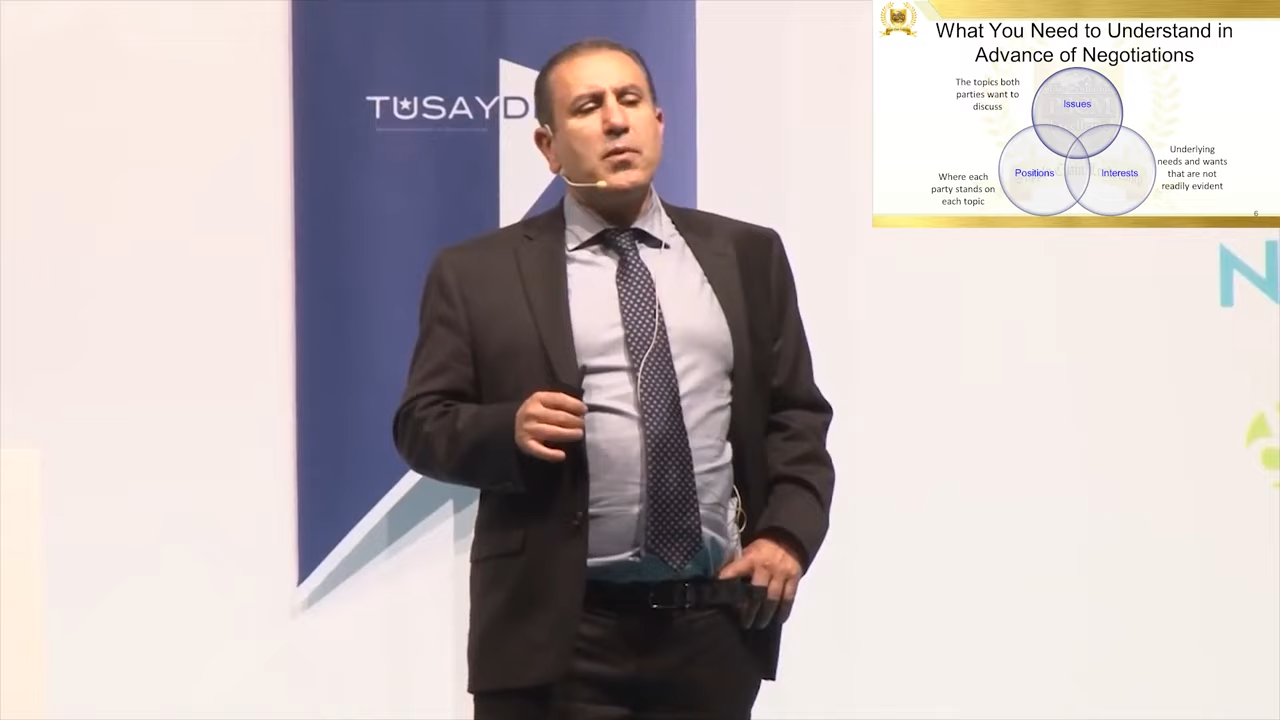 TUSAYD
What You Need to Understand in
Advance of Negotiations
The topics both
parties want to
discuss
Issues
Underlying
needs and wants
that are not
readily evident
Positions
Interests
Where each
party stands on
each topic
6
N